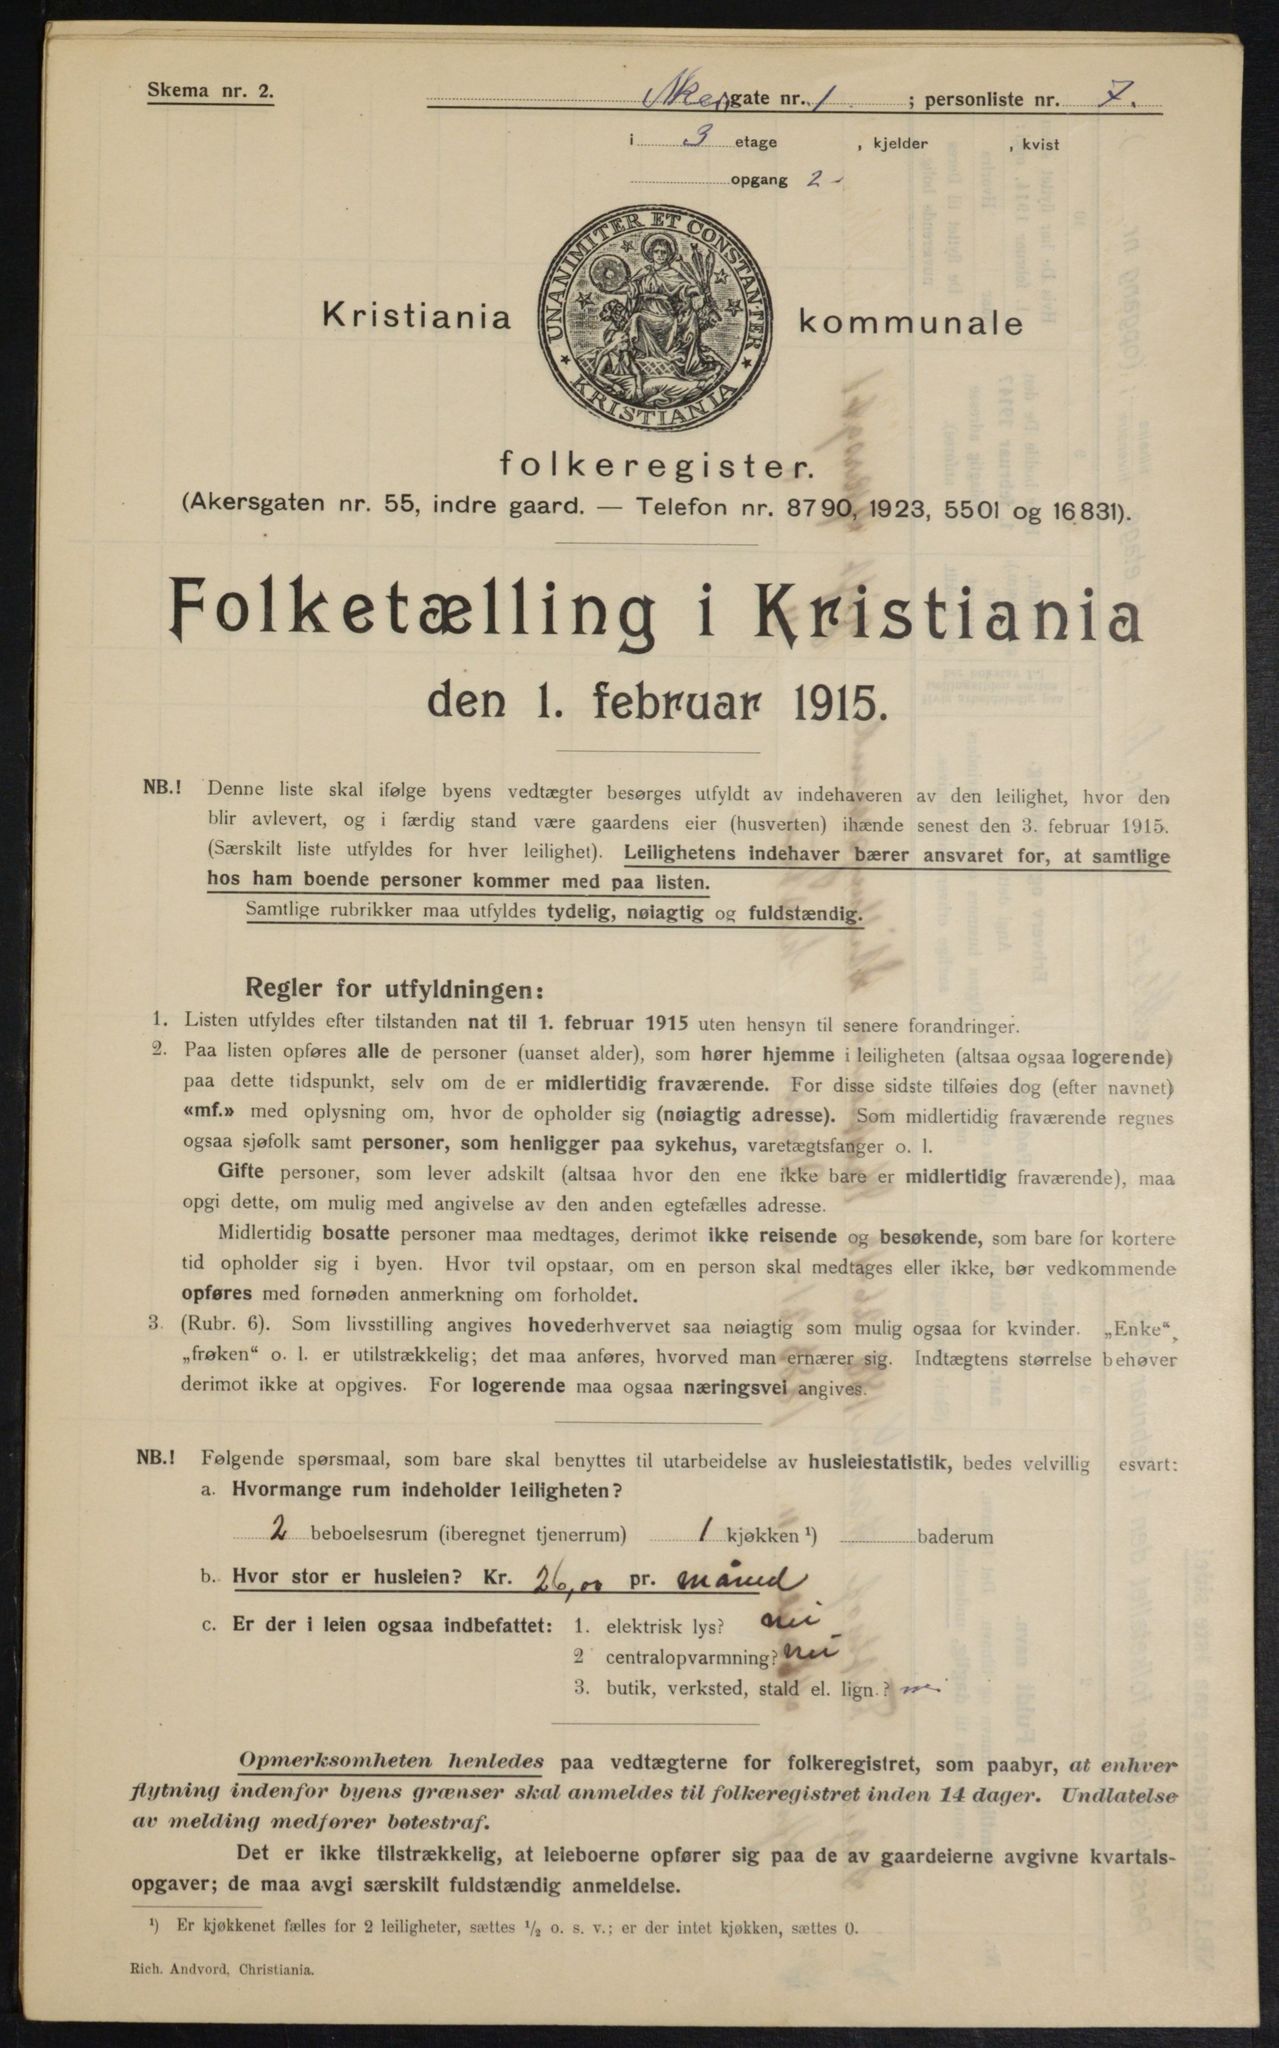 Skema nr. 2.
gate nr. 1 ; personliste nr. 7.
i 3 etage , kjelder , kvist
opgang 2
UNANIMITER ET CONSTANTER
KRISTIANIA
Kristiania kommunale
folkeregister.
(Akersgaten nr. 55, indre gaard. — Telefon nr. 8790, 1923, 5501 og 16831).
Folketælling i Kristiania
den 1. februar 1915.
NB.! Denne liste skal ifølge byens vedtægter besørges utfyldt av indehaveren av den leilighet, hvor den
blir avlevert, og i færdig stand være gaardens eier (husverten) ihænde senest den 3. februar 1915.
(Særskilt liste utfyldes for hver leilighet). Leilighetens indehaver bærer ansvaret for, at samtlige
hos ham boende personer kommer med paa listen.
Samtlige rubrikker maa utfyldes tydelig, nøiagtig og fuldstændig.
Regler for utfyldningen:
1. Listen utfyldes efter tilstanden nat til 1. februar 1915 uten hensyn til senere forandringer.
2. Paa listen opføres alle de personer (uanset alder), som hører hjemme i leiligheten (altsaa ogsaa logerende)
paa dette tidspunkt, selv om de er midlertidig fraværende. For disse sidste tilføies dog (efter navnet)
«mf.» med oplysning om, hvor de opholder sig (nøiagtig adresse). Som midlertidig fraværende regnes
ogsaa sjøfolk samt personer, som henligger paa sykehus, varetægtsfanger o. l.
Gifte personer, som lever adskilt (altsaa hvor den ene ikke bare er midlertidig fraværende), maa
opgi dette, om mulig med angivelse av den anden egtefælles adresse.
Midlertidig bosatte personer maa medtages, derimot ikke reisende og besøkende, som bare for kortere
tid opholder sig i byen. Hvor tvil opstaar, om en person skal medtages eller ikke, bør vedkommende
opføres med fornøden anmerkning om forholdet.
3. (Rubr. 6). Som livsstilling angives hovederhvervet saa nøiagtig som mulig ogsaa for kvinder. „Enke“,
„frøken“ o. l. er utilstrækkelig; det maa anføres, hvorved man ernærer sig. Indtægtens størrelse behøver
derimot ikke at opgives. For logerende maa ogsaa næringsvei angives.
NB.! Følgende spørsmaal, som bare skal benyttes til utarbeidelse av husleiestatistik, bedes velvillig esvart:
a. Hvormange rum indeholder leiligheten?
2 beboelsesrum (iberegnet tjenerrum) 1 kjøkken ¹) baderum
b. Hvor stor er husleien? Kr. 26,00 pr. måned
c. Er der i leien ogsaa indbefattet: 1. elektrisk lys? nei
2 centralopvarmning? nei
3. butik, verksted, stald el. lign.? nei
Opmerksomheten henledes paa vedtægterne for folkeregistret, som paabyr, at enhver
flytning indenfor byens grænser skal anmeldes til folkeregistret inden 14 dager. Undlatelse
av melding medfører bøtestraf.
Det er ikke tilstrækkelig, at leieboerne opfører sig paa de av gaardeierne avgivne kvartals-
opgaver; de maa avgi særskilt fuldstændig anmeldelse.
¹) Er kjøkkenet fælles for 2 leiligheter, sættes ½ o. s. v.; er der intet kjøkken, sættes 0.
Rich. Andvord, Christiania.